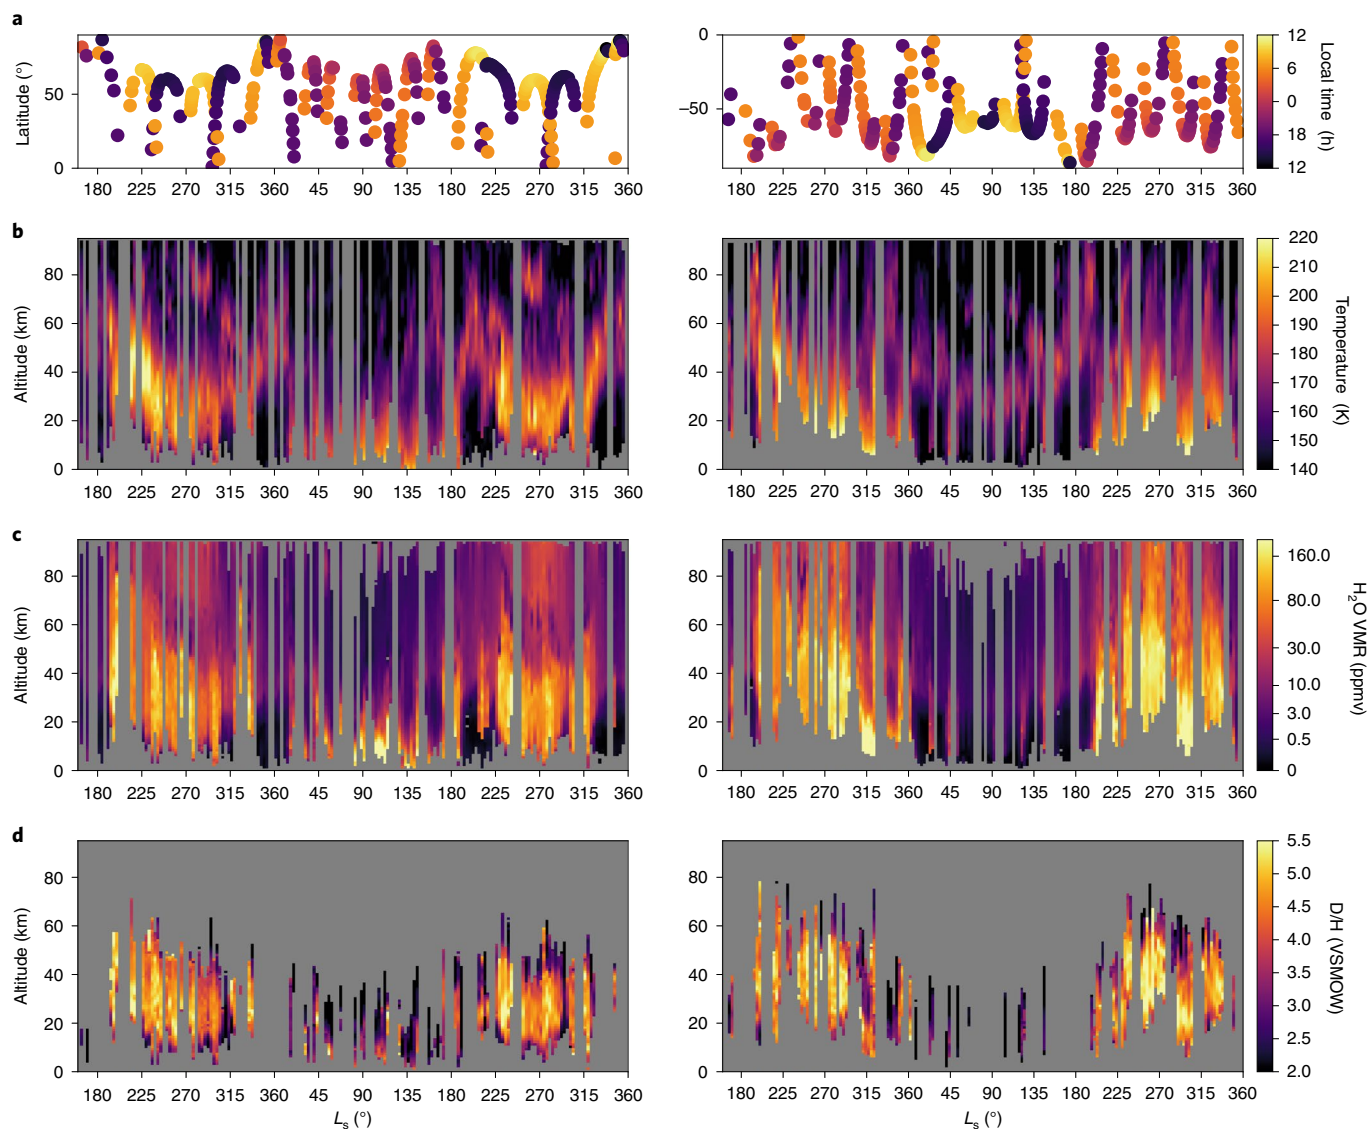 a
Latitude (°)
50
0
180 225 270 315 360 45 90 135 180 225 270 315 360
0
−50
180 225 270 315 360 45 90 135 180 225 270 315 360
12
6
0
18
12
Local time (h)
b
Altitude (km)
80
60
40
20
0
180 225 270 315 360 45 90° 135 180 225 270 315 360
80
60
40
20
0
180 225 270 315 360 45 90 135 180 225 270 315 360
220
210
200
190
180
170
160
150
140
Temperature (K)
c
Altitude (km)
80
60
40
20
0
180 225 270 315 360 45 90° 135 180 225 270 315 360
80
60
40
20
0
180 225 270 315 360 45 90 135 180 225 270 315 360
160.0
80.0
30.0
10.0
3.0
0.5
0
H₂O VMR (ppmv)
d
Altitude (km)
80
60
40
20
0
180 225 270 315 360 45 90° 135 180 225 270 315 360
Lₛ (°)
80
60
40
20
0
180 225 270 315 360 45 90 135 180 225 270 315 360
Lₛ (°)
5.5
5.0
4.5
4.0
3.5
3.0
2.5
2.0
D/H (VSMOW)